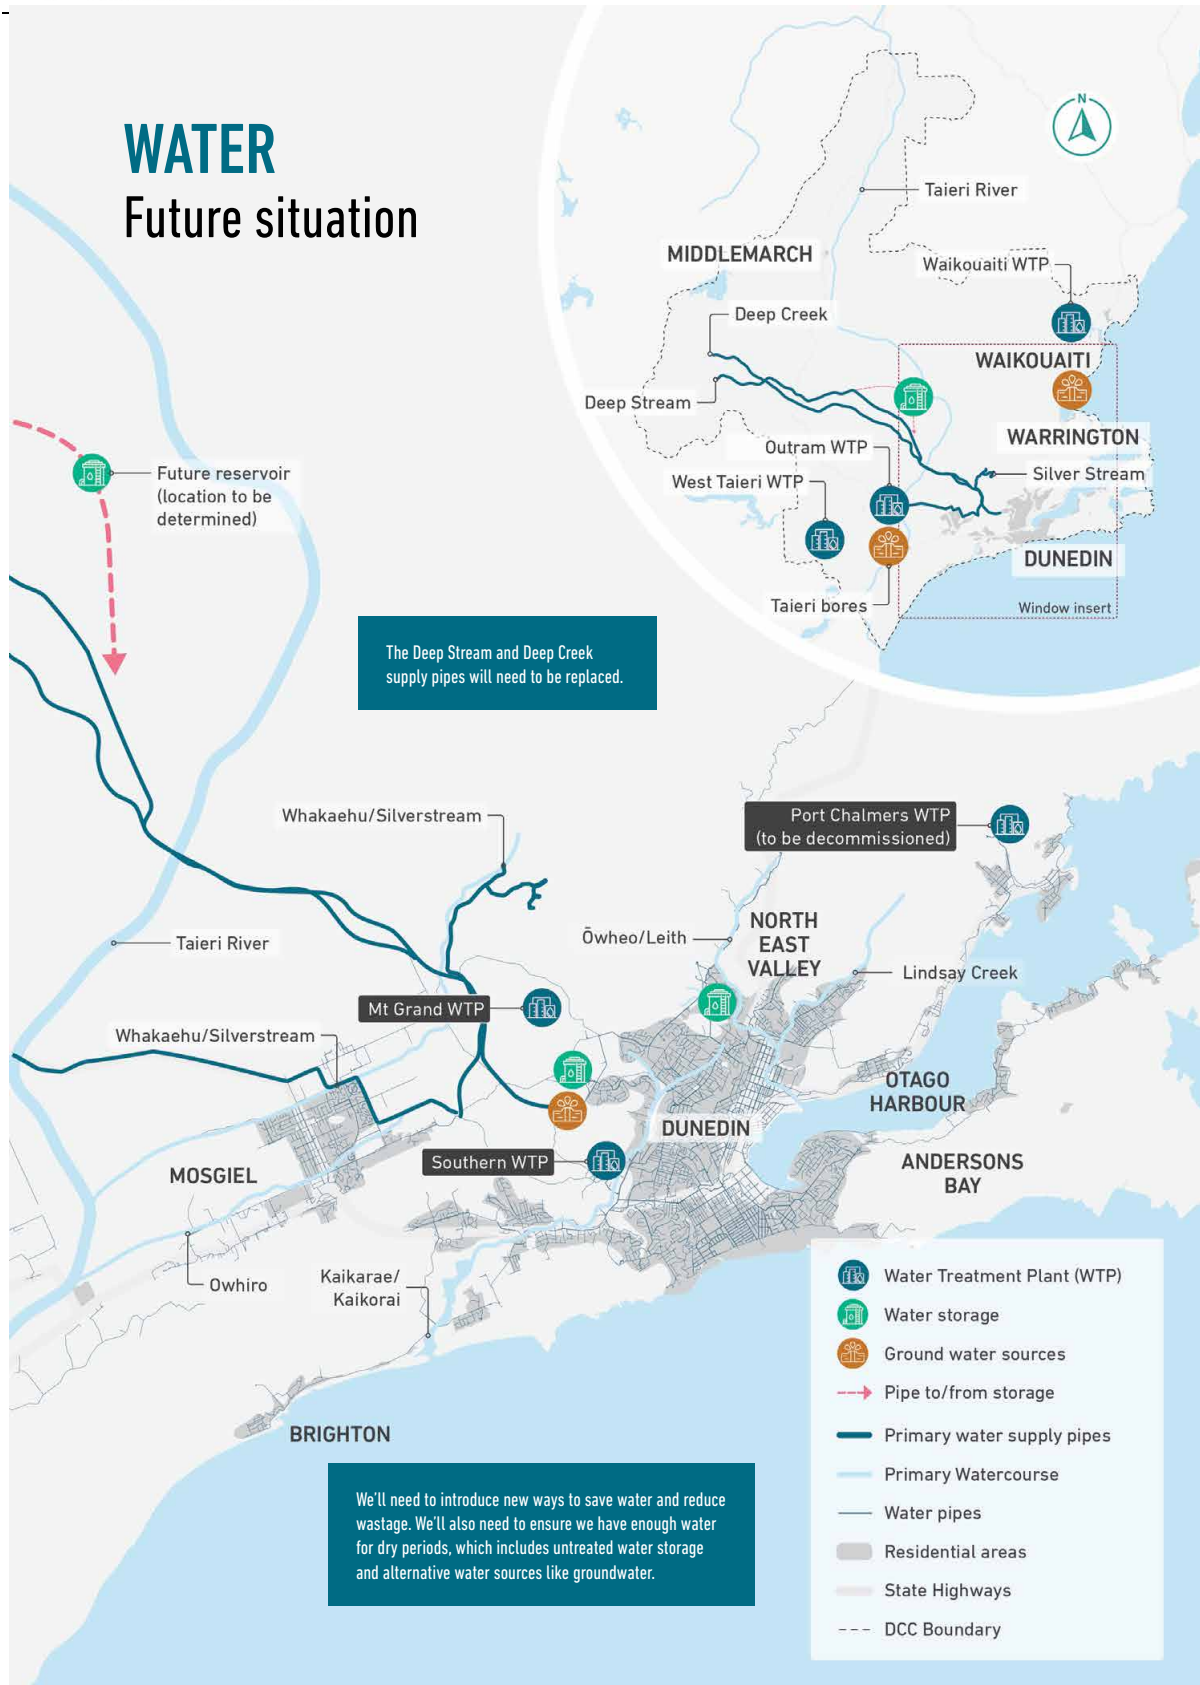 WATER
Future situation
N
Taieri River
MIDDLEMARCH
Waikouaiti WTP
Deep Creek
WAIKOUAITI
Deep Stream
WARRINGTON
Outram WTP
West Taieri WTP
Silver Stream
DUNEDIN
Taieri bores
Window insert
Future reservoir
(location to be
determined)
The Deep Stream and Deep Creek
supply pipes will need to be replaced.
Whakaehu/Silverstream
Port Chalmers WTP
(to be decommissioned)
NORTH
EAST
VALLEY
Ōwheo/Leith
Taieri River
Lindsay Creek
Mt Grand WTP
Whakaehu/Silverstream
OTAGO
HARBOUR
DUNEDIN
Southern WTP
ANDERSONS
BAY
MOSGIEL
Owhiro
Kaikarae/
Kaikorai
BRIGHTON
We'll need to introduce new ways to save water and reduce
wastage. We'll also need to ensure we have enough water
for dry periods, which includes untreated water storage
and alternative water sources like groundwater.
Water Treatment Plant (WTP)
Water storage
Ground water sources
Pipe to/from storage
Primary water supply pipes
Primary Watercourse
Water pipes
Residential areas
State Highways
DCC Boundary